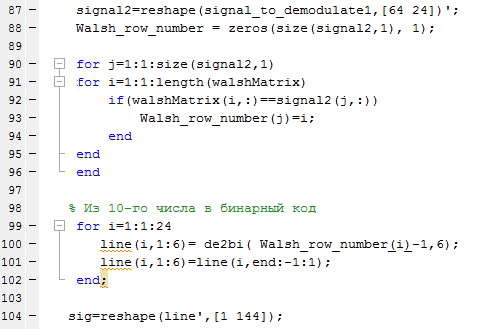 87 – signal2=reshape(signal_to_demodulate1,[64 24])';
88 – Walsh_row_number = zeros(size(signal2,1), 1);
89
90 – for j=1:1:size(signal2,1)
91 – for i=1:1:length(walshMatrix)
92 – if(walshMatrix(i,:)==signal2(j,:))
93 – Walsh_row_number(j)=i;
94 – end
95 – end
96 – end
97
98 % Из 10-го числа в бинарный код
99 – for i=1:1:24
100 – line(i,1:6)= de2bi( Walsh_row_number(i)-1,6);
101 – line(i,1:6)=line(i,end:-1:1);
102 – end;
103
104 – sig=reshape(line',[1 144]);